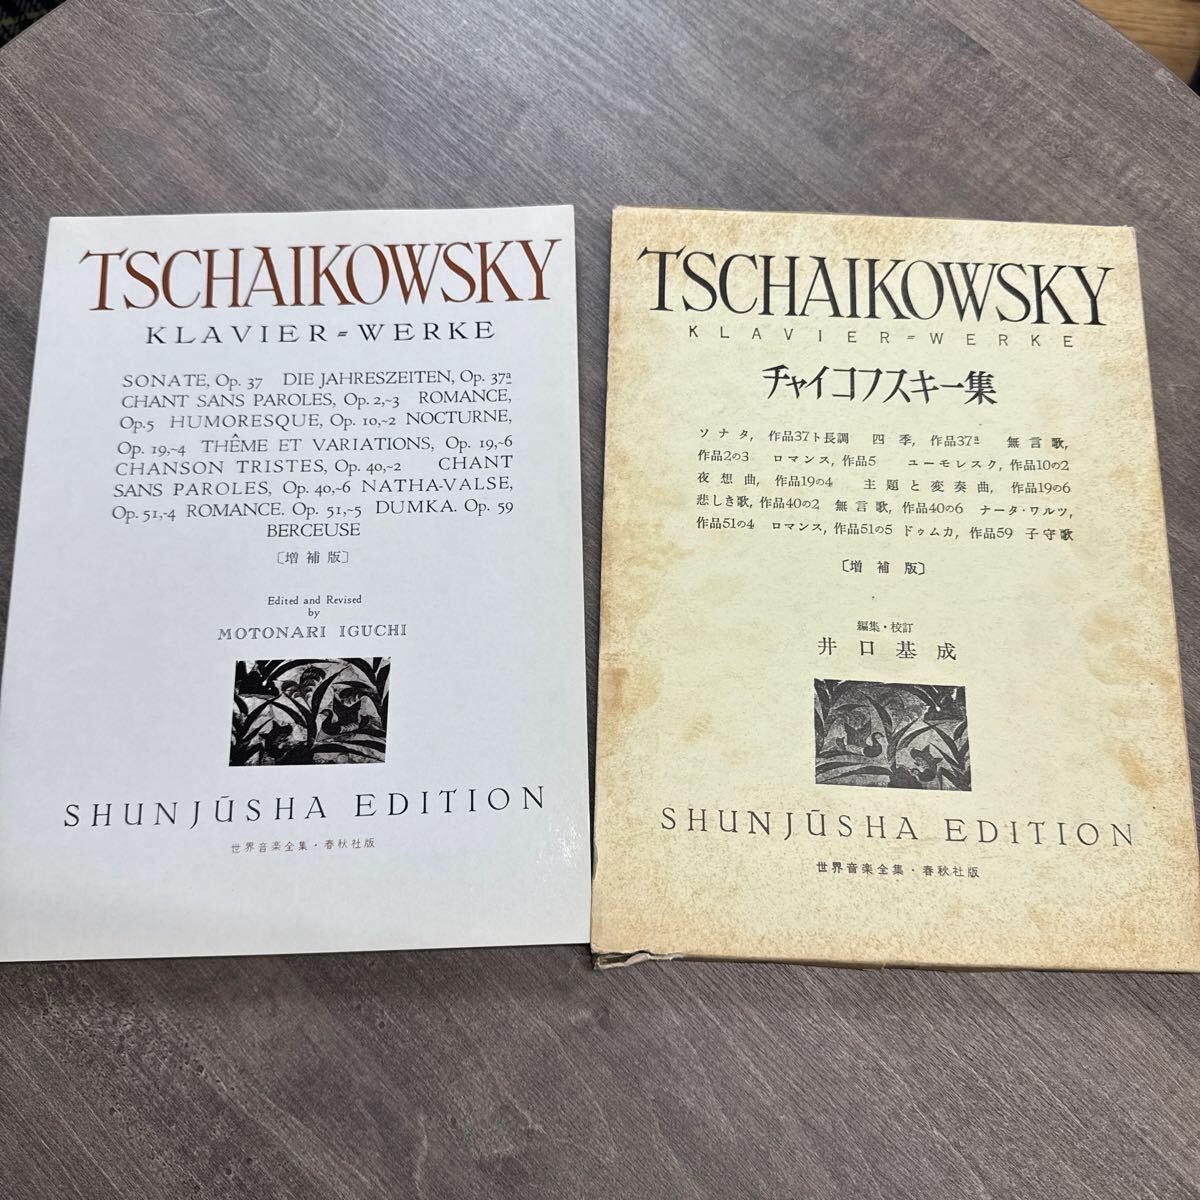 TSCHAIKOWSKY
KLAVIER=WERKE
SONATE, Op. 37 DIE JAHRESZEITEN, Op. 37ª
CHANT SANS PAROLES, Op. 2,~3 ROMANCE,
Op.5 HUMORESQUE, Op. 10,~2 NOCTURNE,
Op. 19,~4 THÊME ET VARIATIONS, Op. 19,~6
CHANSON TRISTES, Op. 40,~2 CHANT
SANS PAROLES, Op. 40,~6 NATHA-VALSE,
Op. 51,-4 ROMANCE. Op. 51,~5 DUMKA. Op. 59
BERCEUSE
〔増補版〕
Edited and Revised
by
MOTONARI IGUCHI
SHUNJŪSHA EDITION
世界音楽全集・春秋社版
TSCHAIKOWSKY
KLAVIER=WERKE
チャイコフスキー集
ソナタ, 作品37ト長調 四季, 作品37ª 無言歌,
作品2の3 ロマンス, 作品5 ユーモレスク, 作品10の2
夜想曲, 作品19の4 主題と変奏曲, 作品19の6
悲しき歌, 作品40の2 無言歌, 作品40の6 ナータ・ワルツ,
作品51の4 ロマンス, 作品51の5 ドゥムカ, 作品59 子守歌
〔増補版〕
編集・校訂
井口基成
SHUNJŪSHA EDITION
世界音楽全集・春秋社版